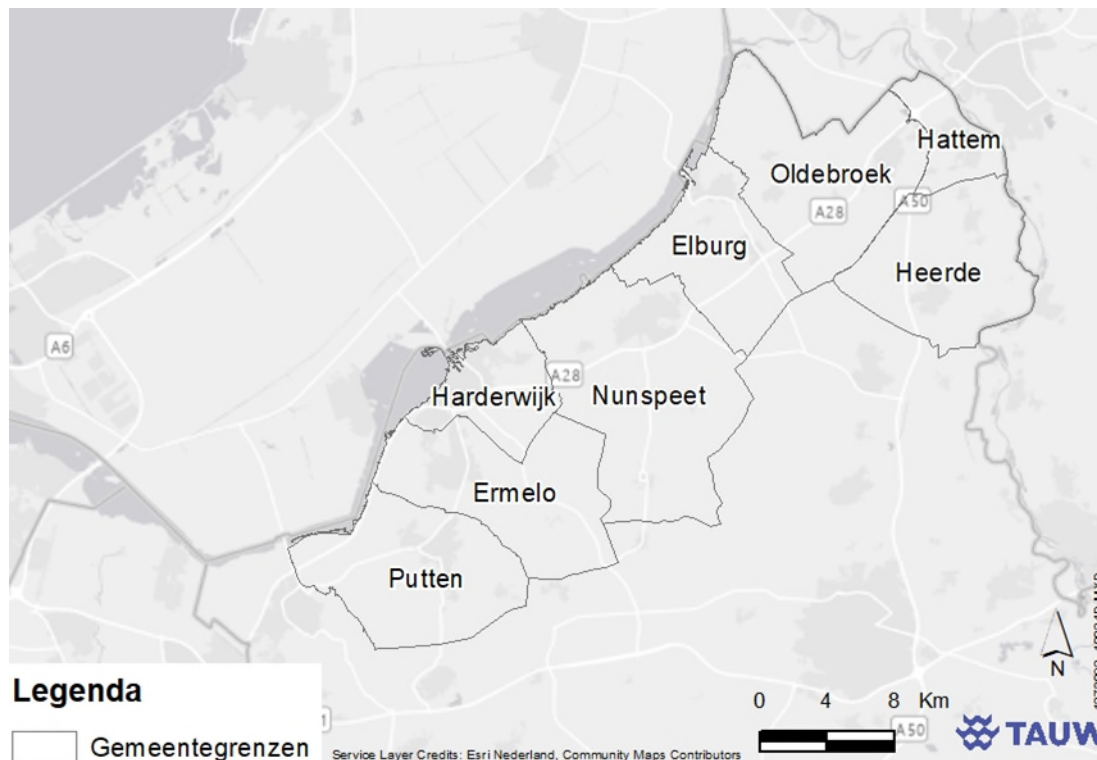 Hattem
Oldebroek
A50
A28
Elburg
Heerde
A6
A28
Harderwijk
Nunspeet
Ermelo
Putten
Legenda
Gemeentegrenzen
N
0 4 8 Km
A50
TAUW
Service Layer Credits: Esri Nederland, Community Maps Contributors